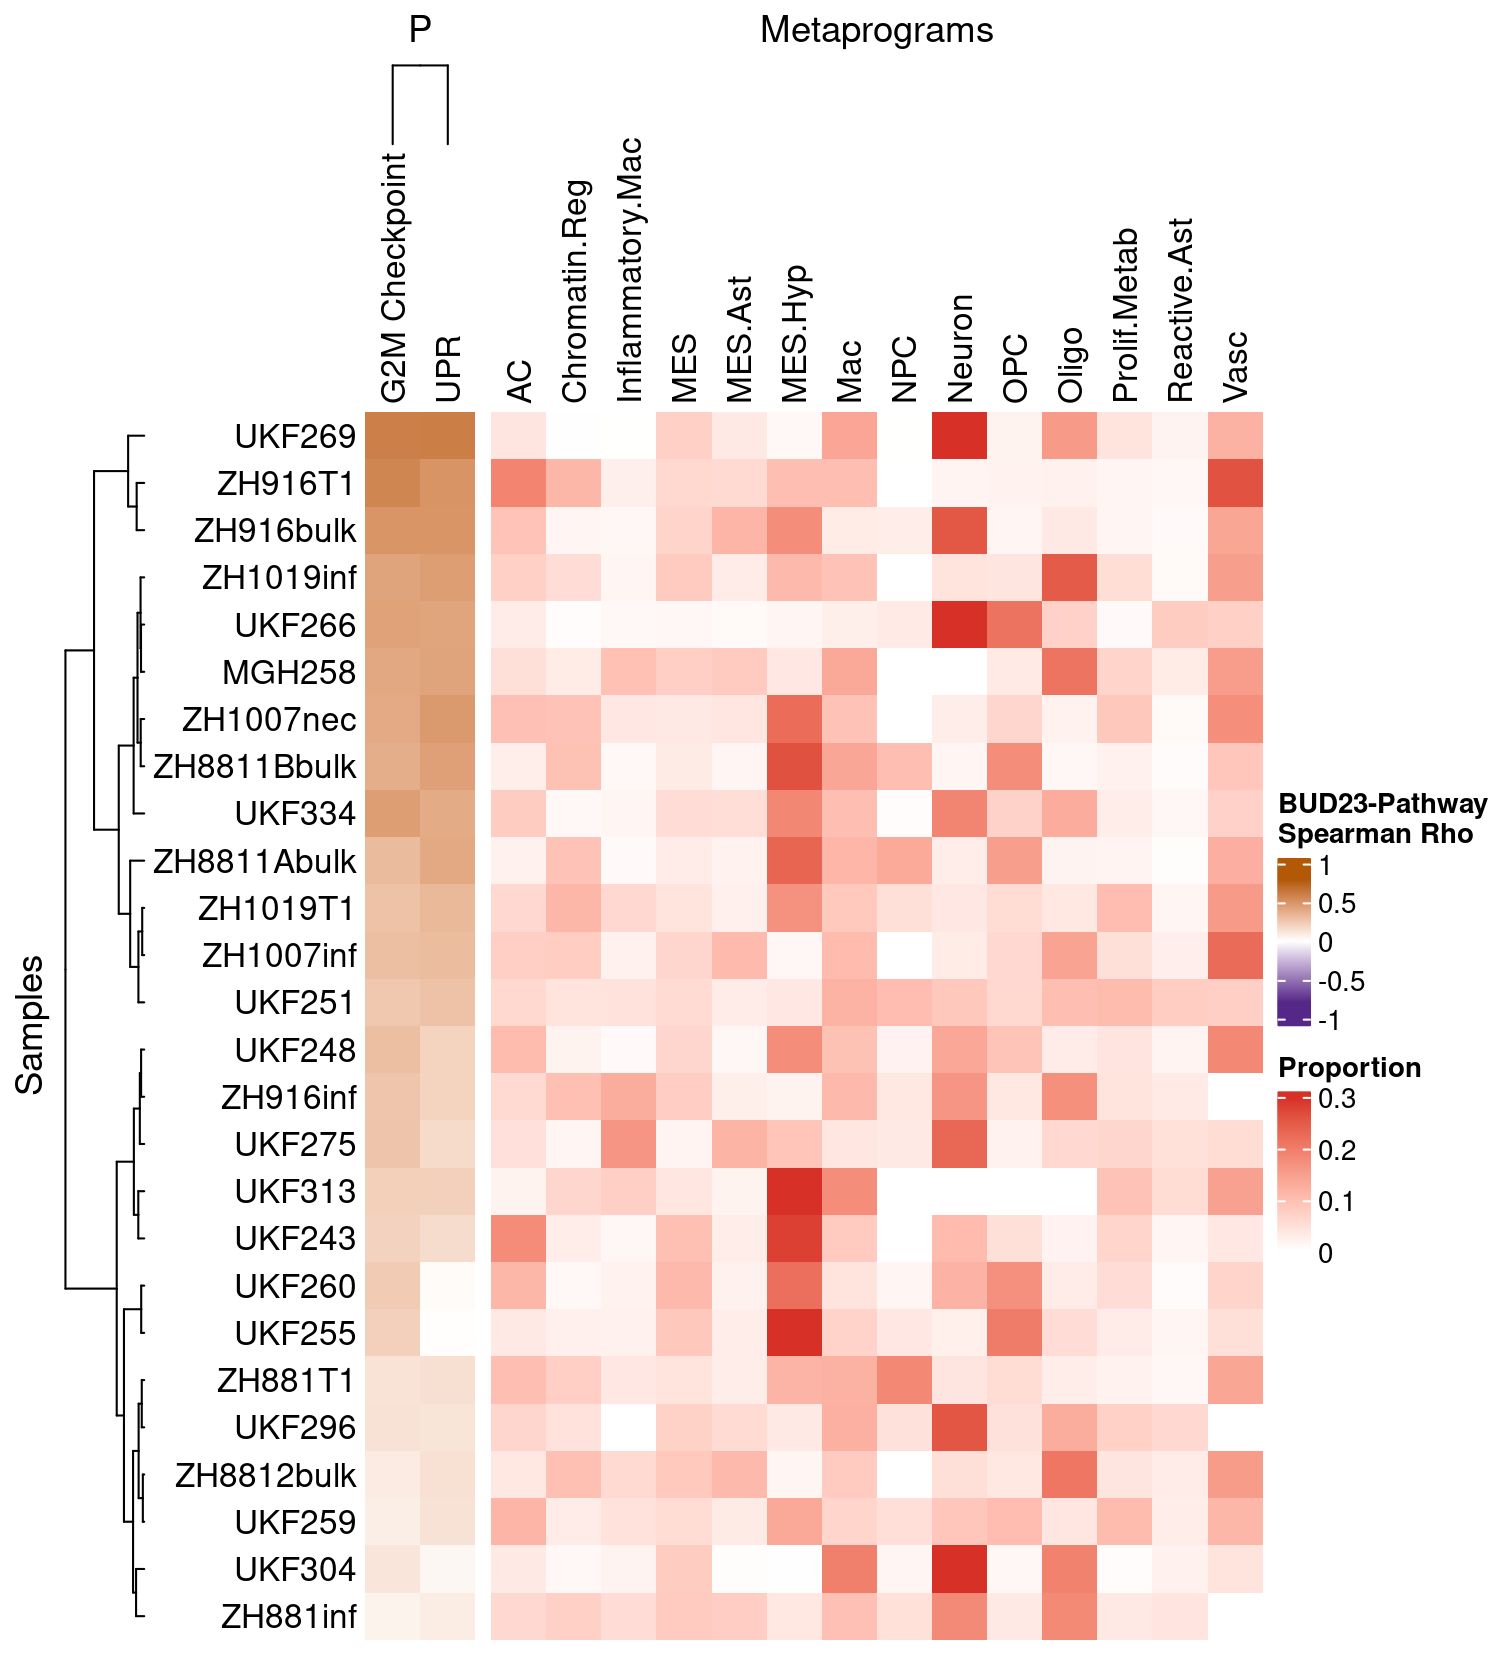 P
Metaprograms
G2M Checkpoint
UPR
AC
Chromatin.Reg
Inflammatory.Mac
MES
MES.Ast
MES.Hyp
Mac
NPC
Neuron
OPC
Oligo
Prolif.Metab
Reactive.Ast
Vasc
Samples
UKF269
ZH916T1
ZH916bulk
ZH1019inf
UKF266
MGH258
ZH1007nec
ZH8811Bbulk
UKF334
ZH8811Abulk
ZH1019T1
ZH1007inf
UKF251
UKF248
ZH916inf
UKF275
UKF313
UKF243
UKF260
UKF255
ZH881T1
UKF296
ZH8812bulk
UKF259
UKF304
ZH881inf
BUD23-Pathway
Spearman Rho
1
0.5
0
-0.5
-1
Proportion
0.3
0.2
0.1
0